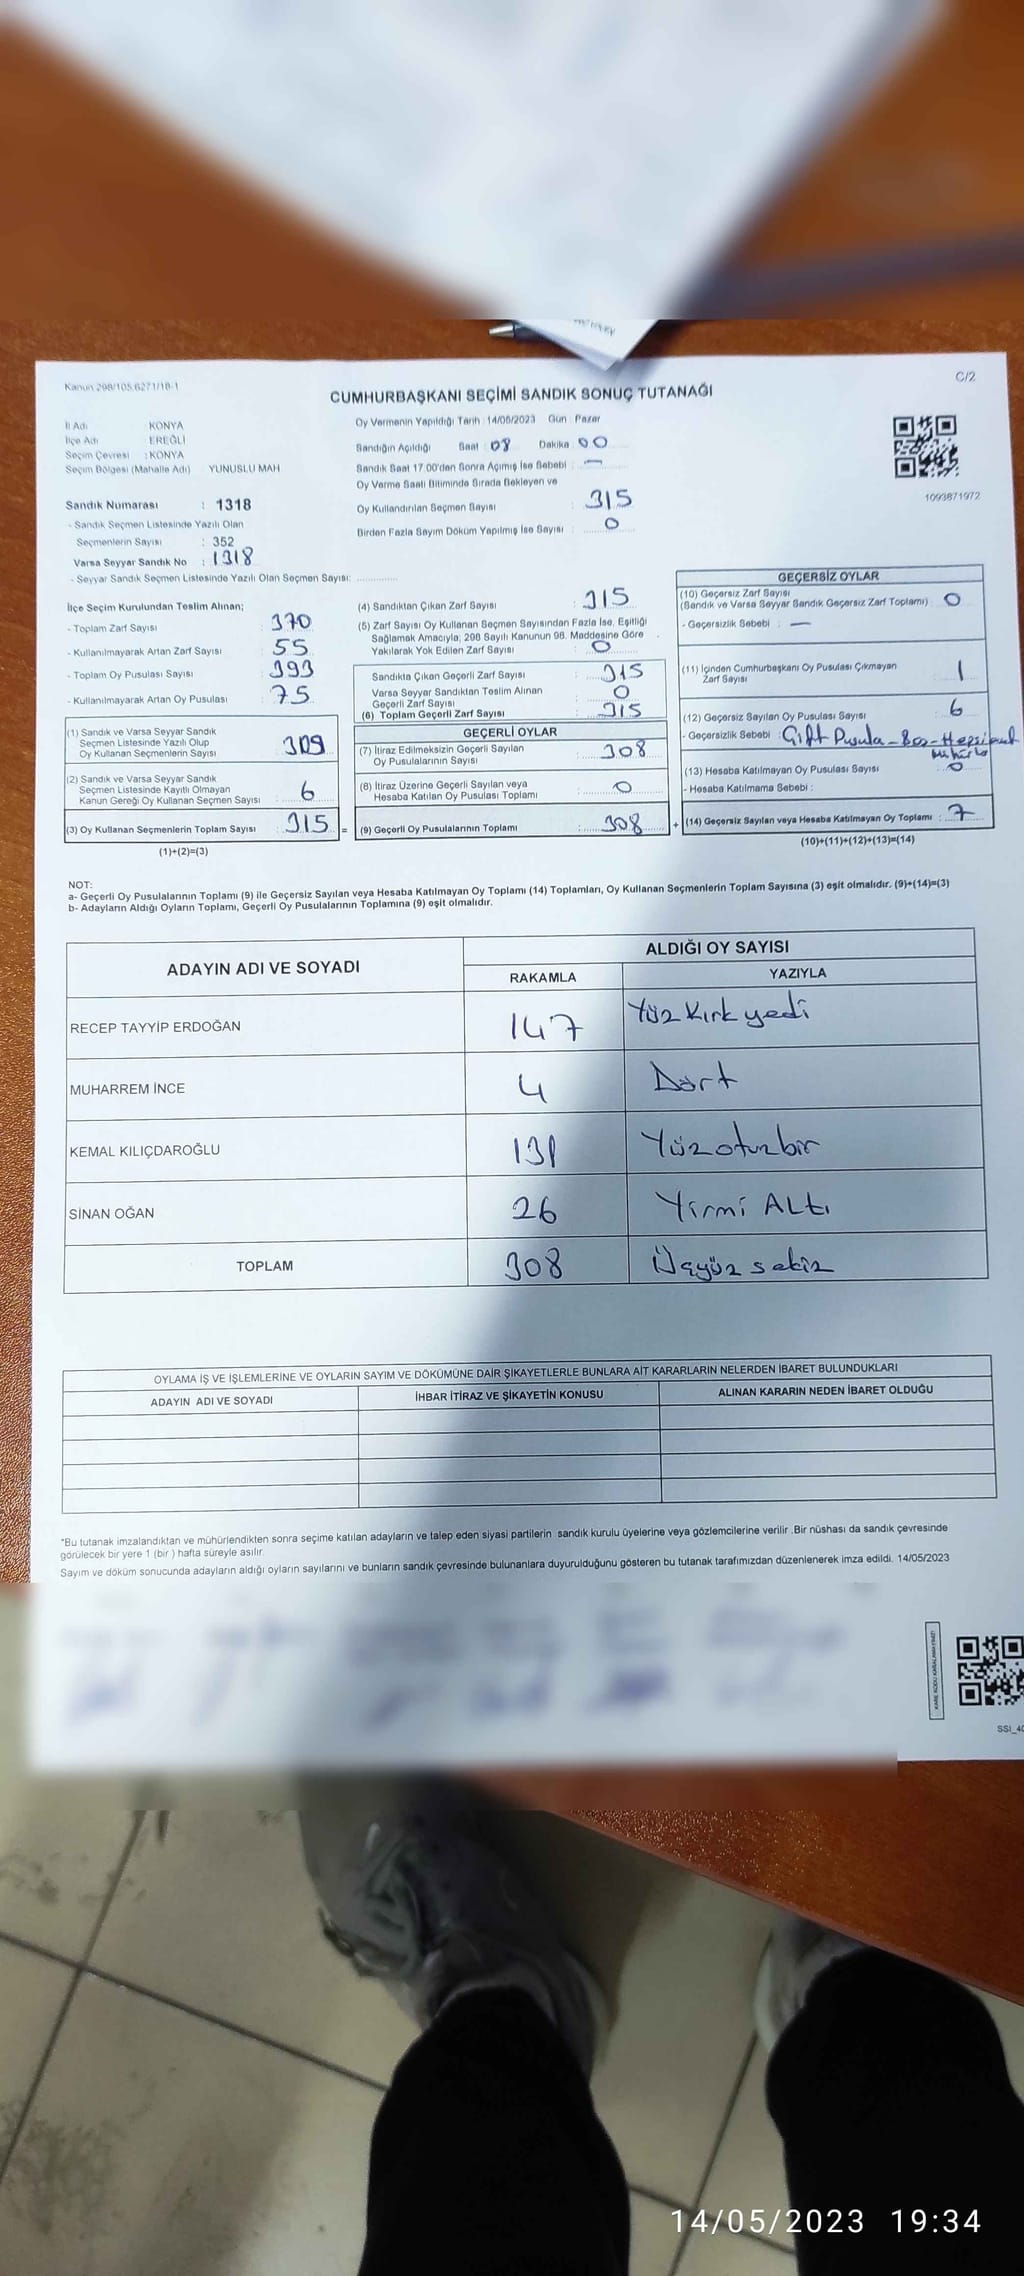 Kanun 298/105.6271/18-1
C/2
CUMHURBAŞKANI SEÇİMİ SANDIK SONUÇ TUTANAĞI
İl Adı KONYA
İlçe Adı EREĞLİ
Seçim Çevresi : KONYA
Seçim Bölgesi (Mahalle Adı) YUNUSLU MAH
Sandık Numarası : 1318
- Sandık Seçmen Listesinde Yazılı Olan
Seçmenlerin Sayısı : 352
Varsa Seyyar Sandık No : 1318
- Seyyar Sandık Seçmen Listesinde Yazılı Olan Seçmen Sayısı: ..............
Oy Vermenin Yapıldığı Tarih : 14/05/2023 Gün : Pazar
Sandığın Açıldığı Saat : 08 Dakika : 00
Sandık Saat 17.00'den Sonra Açımış İse Sebebi : —
Oy Verme Saati Bitiminde Sırada Bekleyen ve
Oy Kullandırılan Seçmen Sayısı : 315
Birden Fazla Sayım Döküm Yapılmış İse Sayısı : 0
1093871972
İlçe Seçim Kurulundan Teslim Alınan;
- Toplam Zarf Sayısı : 370
- Kullanılmayarak Artan Zarf Sayısı : 55
- Toplam Oy Pusulası Sayısı : 393
- Kullanılmayarak Artan Oy Pusulası : 75
(1) Sandık ve Varsa Seyyar Sandık
Seçmen Listesinde Yazılı Olup
Oy Kullanan Seçmenlerin Sayısı : 309
(2) Sandık ve Varsa Seyyar Sandık
Seçmen Listesinde Kayıtlı Olmayan
Kanun Gereği Oy Kullanan Seçmen Sayısı : 6
(3) Oy Kullanan Seçmenlerin Toplam Sayısı : 315 =
(1)+(2)=(3)
(4) Sandıktan Çıkan Zarf Sayısı : 315
(5) Zarf Sayısı Oy Kullanan Seçmen Sayısından Fazla İse, Eşitliği
Sağlamak Amacıyla; 298 Sayılı Kanunun 98. Maddesine Göre
Yakılarak Yok Edilen Zarf Sayısı : 0
Sandıkta Çıkan Geçerli Zarf Sayısı : 315
Varsa Seyyar Sandıktan Teslim Alınan
Geçerli Zarf Sayısı : 0
(6) Toplam Geçerli Zarf Sayısı : 315
GEÇERLİ OYLAR
(7) İtiraz Edilmeksizin Geçerli Sayılan
Oy Pusulalarının Sayısı : 308
(8) İtiraz Üzerine Geçerli Sayılan veya
Hesaba Katılan Oy Pusulası Toplamı : 0
(9) Geçerli Oy Pusulalarının Toplamı : 308 +
GEÇERSİZ OYLAR
(10) Geçersiz Zarf Sayısı
(Sandık ve Varsa Seyyar Sandık Geçersiz Zarf Toplamı) : 0
- Geçersizlik Sebebi : —
(11) İçinden Cumhurbaşkanı Oy Pusulası Çıkmayan
Zarf Sayısı : 1
(12) Geçersiz Sayılan Oy Pusulası Sayısı : 6
- Geçersizlik Sebebi : Çift Pusula - Boş - Hepsi
(13) Hesaba Katılmayan Oy Pusulası Sayısı : 0
- Hesaba Katılmama Sebebi :
(14) Geçersiz Sayılan veya Hesaba Katılmayan Oy Toplamı : 7
(10)+(11)+(12)+(13)=(14)
NOT:
a- Geçerli Oy Pusulalarının Toplamı (9) ile Geçersiz Sayılan veya Hesaba Katılmayan Oy Toplamı (14) Toplamları, Oy Kullanan Seçmenlerin Toplam Sayısına (3) eşit olmalıdır. (9)+(14)=(3)
b- Adayların Aldığı Oyların Toplamı, Geçerli Oy Pusulalarının Toplamına (9) eşit olmalıdır.
ADAYIN ADI VE SOYADI ALDIĞI OY SAYISI
RAKAMLA YAZIYLA
RECEP TAYYİP ERDOĞAN 147 Yüz Kırk yedi
MUHARREM İNCE 4 Dört
KEMAL KILIÇDAROĞLU 131 Yüzotuzbir
SİNAN OĞAN 26 Yirmi Altı
TOPLAM 308 Üçyüz sekiz
OYLAMA İŞ VE İŞLEMLERİNE VE OYLARIN SAYIM VE DÖKÜMÜNE DAİR ŞİKAYETLERLE BUNLARA AİT KARARLARIN NELERDEN İBARET BULUNDUKLARI
ADAYIN ADI VE SOYADI İHBAR İTİRAZ VE ŞİKAYETİN KONUSU ALINAN KARARIN NEDEN İBARET OLDUĞU
*Bu tutanak imzalandıktan ve mühürlendikten sonra seçime katılan adayların ve talep eden siyasi partilerin sandık kurulu üyelerine veya gözlemcilerine verilir .Bir nüshası da sandık çevresinde
görülecek bir yere 1 (bir ) hafta süreyle asılır.
Sayım ve döküm sonucunda adayların aldığı oyların sayılarını ve bunların sandık çevresinde bulunanlara duyurulduğunu gösteren bu tutanak tarafımızdan düzenlenerek imza edildi. 14/05/2023
14/05/2023 19:34